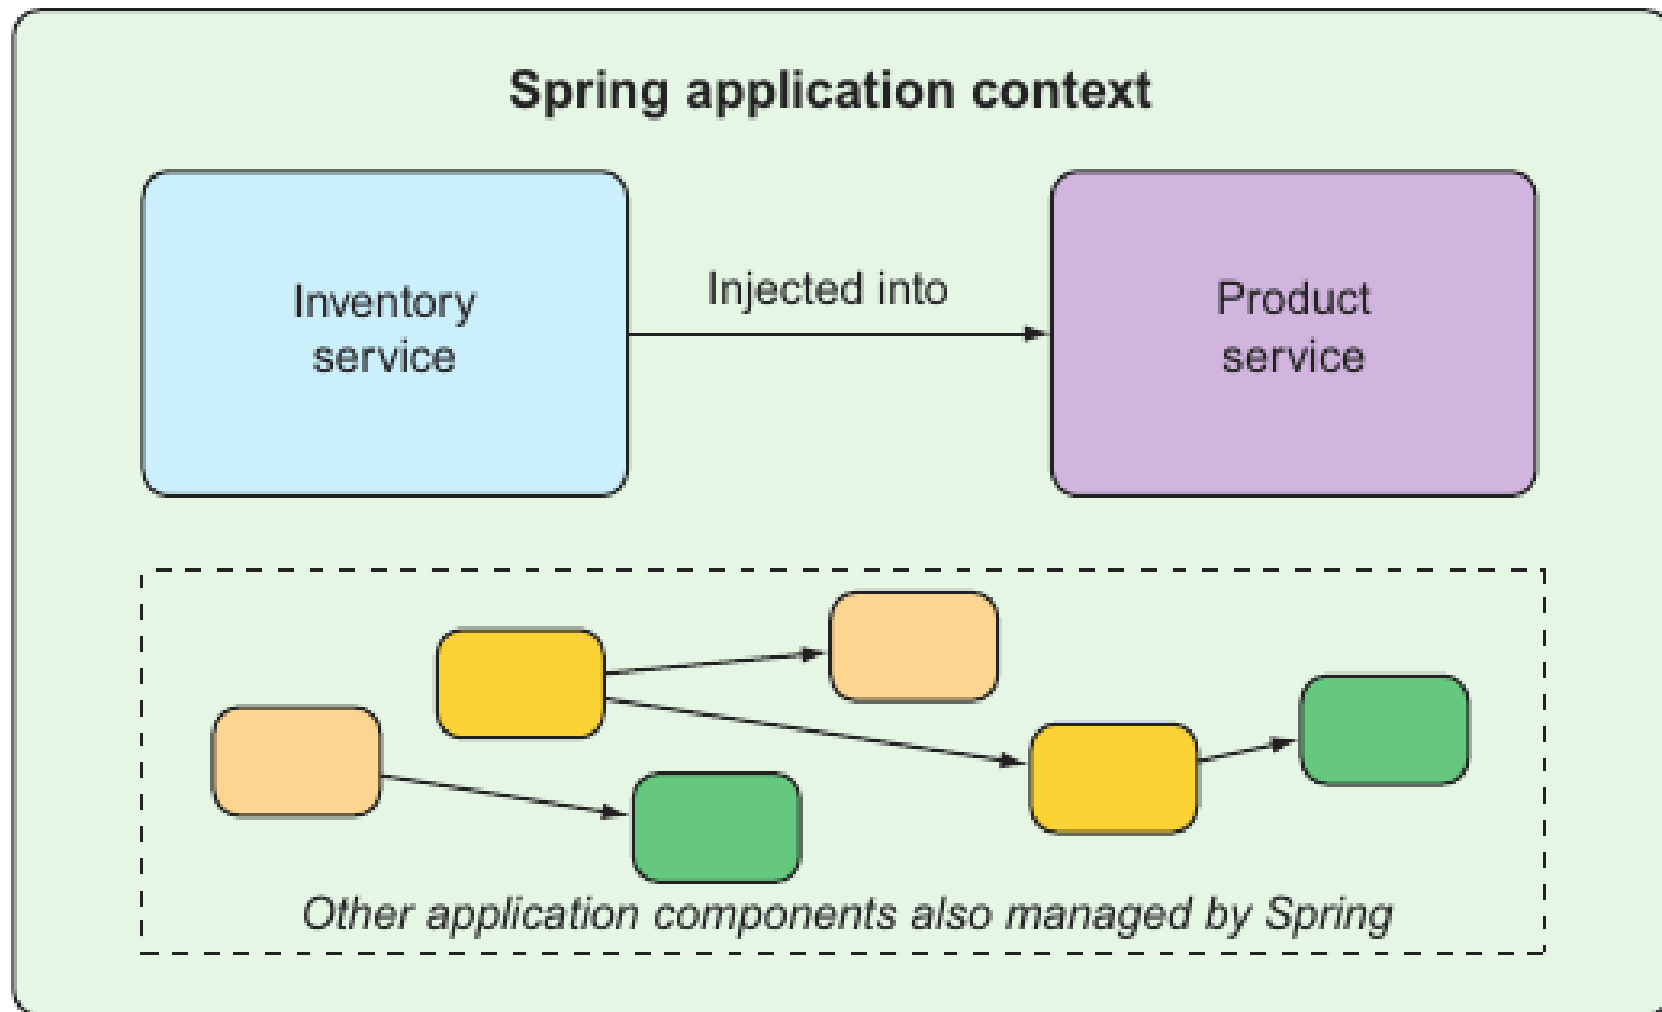 Spring application context
Inventory
service
Injected into
Product
service
Other application components also managed by Spring